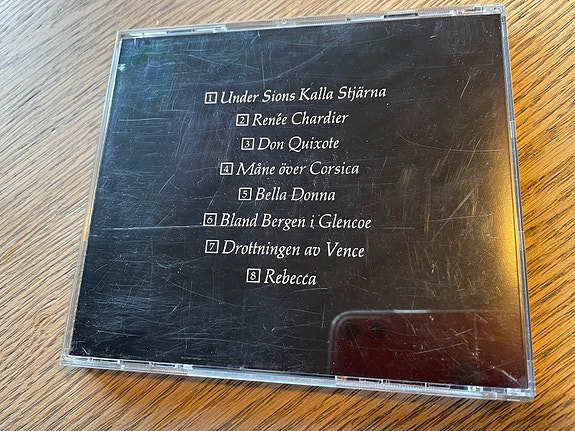 1 Under Sions Kalla Stjärna
2 Renée Chardier
3 Don Quixote
4 Måne över Corsica
5 Bella Donna
6 Bland Bergen i Glencoe
7 Drottningen av Vence
8 Rebecca